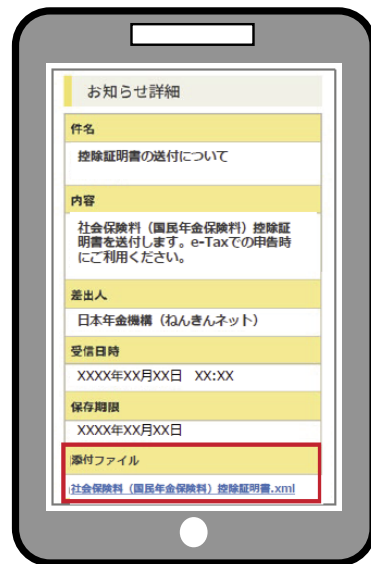 お知らせ詳細
件名
控除証明書の送付について
内容
社会保険料（国民年金保険料）控除証
明書を送付します。e-Taxでの申告時
にご利用ください。
差出人
日本年金機構（ねんきんネット）
受信日時
XXXX年XX月XX日　XX:XX
保存期限
XXXX年XX月XX日
添付ファイル
社会保険料（国民年金保険料）控除証明書.xml